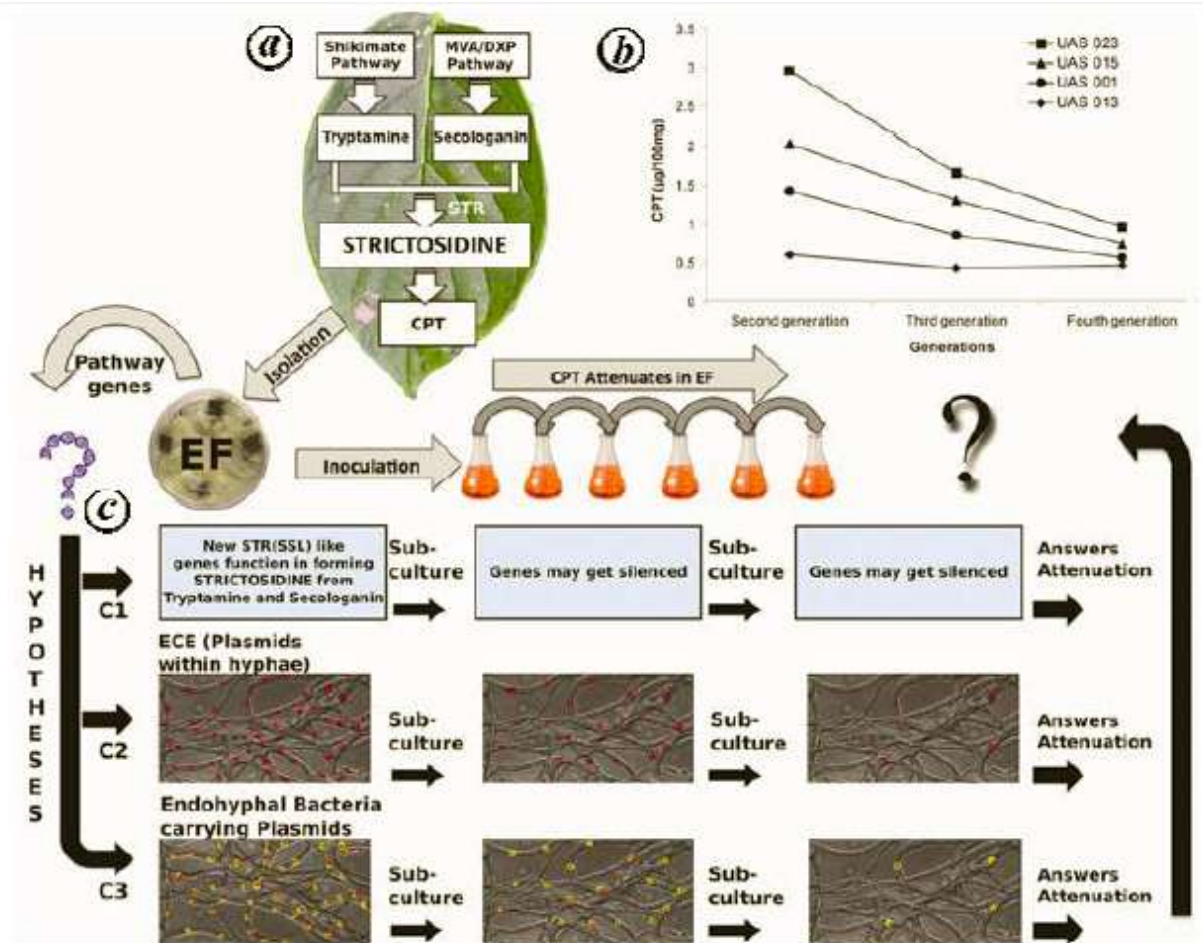 a
Shikimate
Pathway
MVA/DXP
Pathway
Tryptamine
Secologanin
STR
STRICTOSIDINE
CPT
b
UAS 023
UAS 015
UAS 001
UAS 013
CPT (µg/100mg)
3.5
3
2.5
2
1.5
1
0.5
0
Second generation
Third generation
Fourth generation
Generations
Pathway
genes
Isolation
EF
Inoculation
CPT Attenuates in EF
?
?
c
HYPOTHESES
C1
New STR(SSL) like
genes function in forming
STRICTOSIDINE from
Tryptamine and Secologanin
Sub-
culture
Genes may get silenced
Sub-
culture
Genes may get silenced
Answers
Attenuation
ECE (Plasmids
within hyphae)
C2
Sub-
culture
Sub-
culture
Answers
Attenuation
Endohyphal Bacteria
carrying Plasmids
C3
Sub-
culture
Sub-
culture
Answers
Attenuation